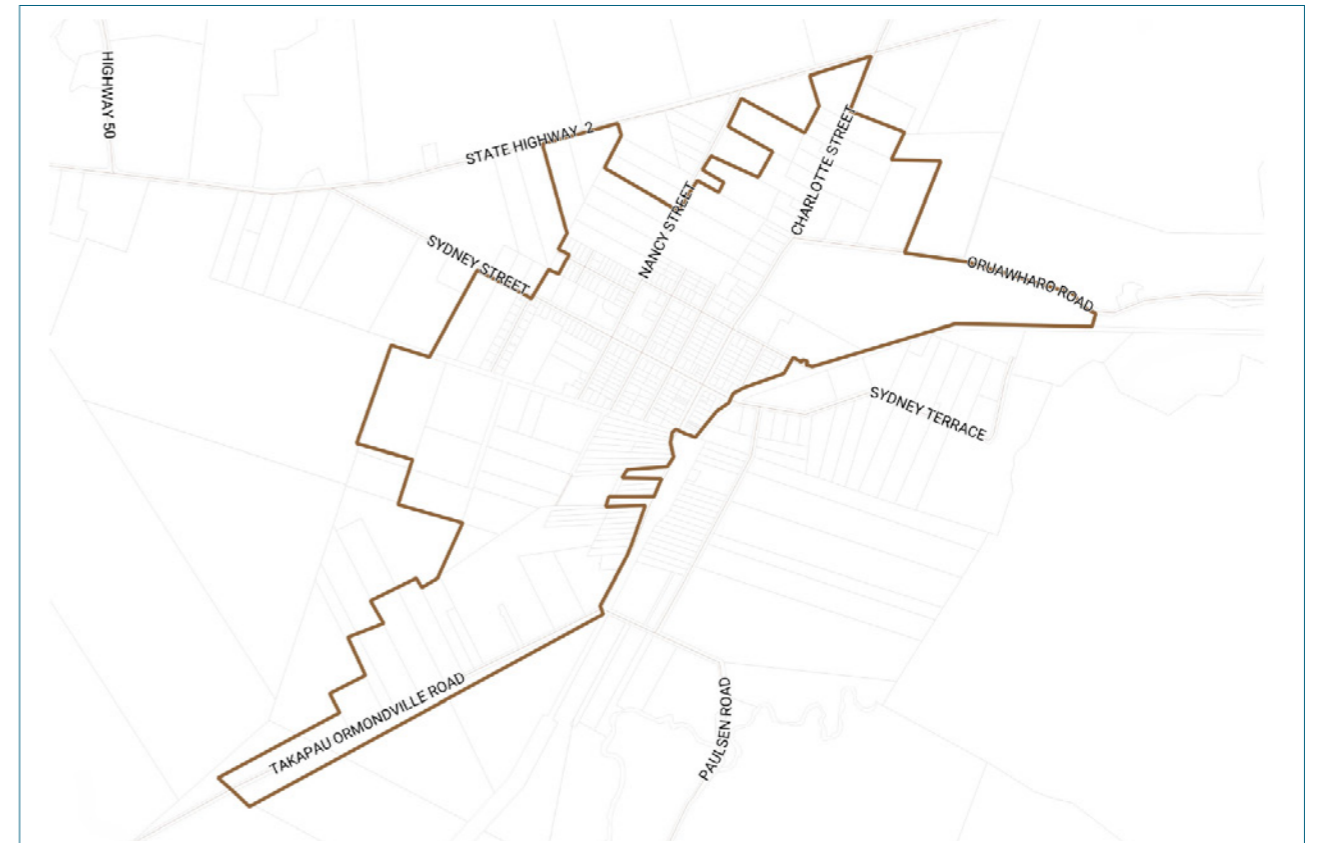 HIGHWAY 50
STATE HIGHWAY 2
CHARLOTTE STREET
NANCY STREET
SYDNEY STREET
ORUAWHARO ROAD
SYDNEY TERRACE
TAKAPAU ORMONDVILLE ROAD
PAULSEN ROAD